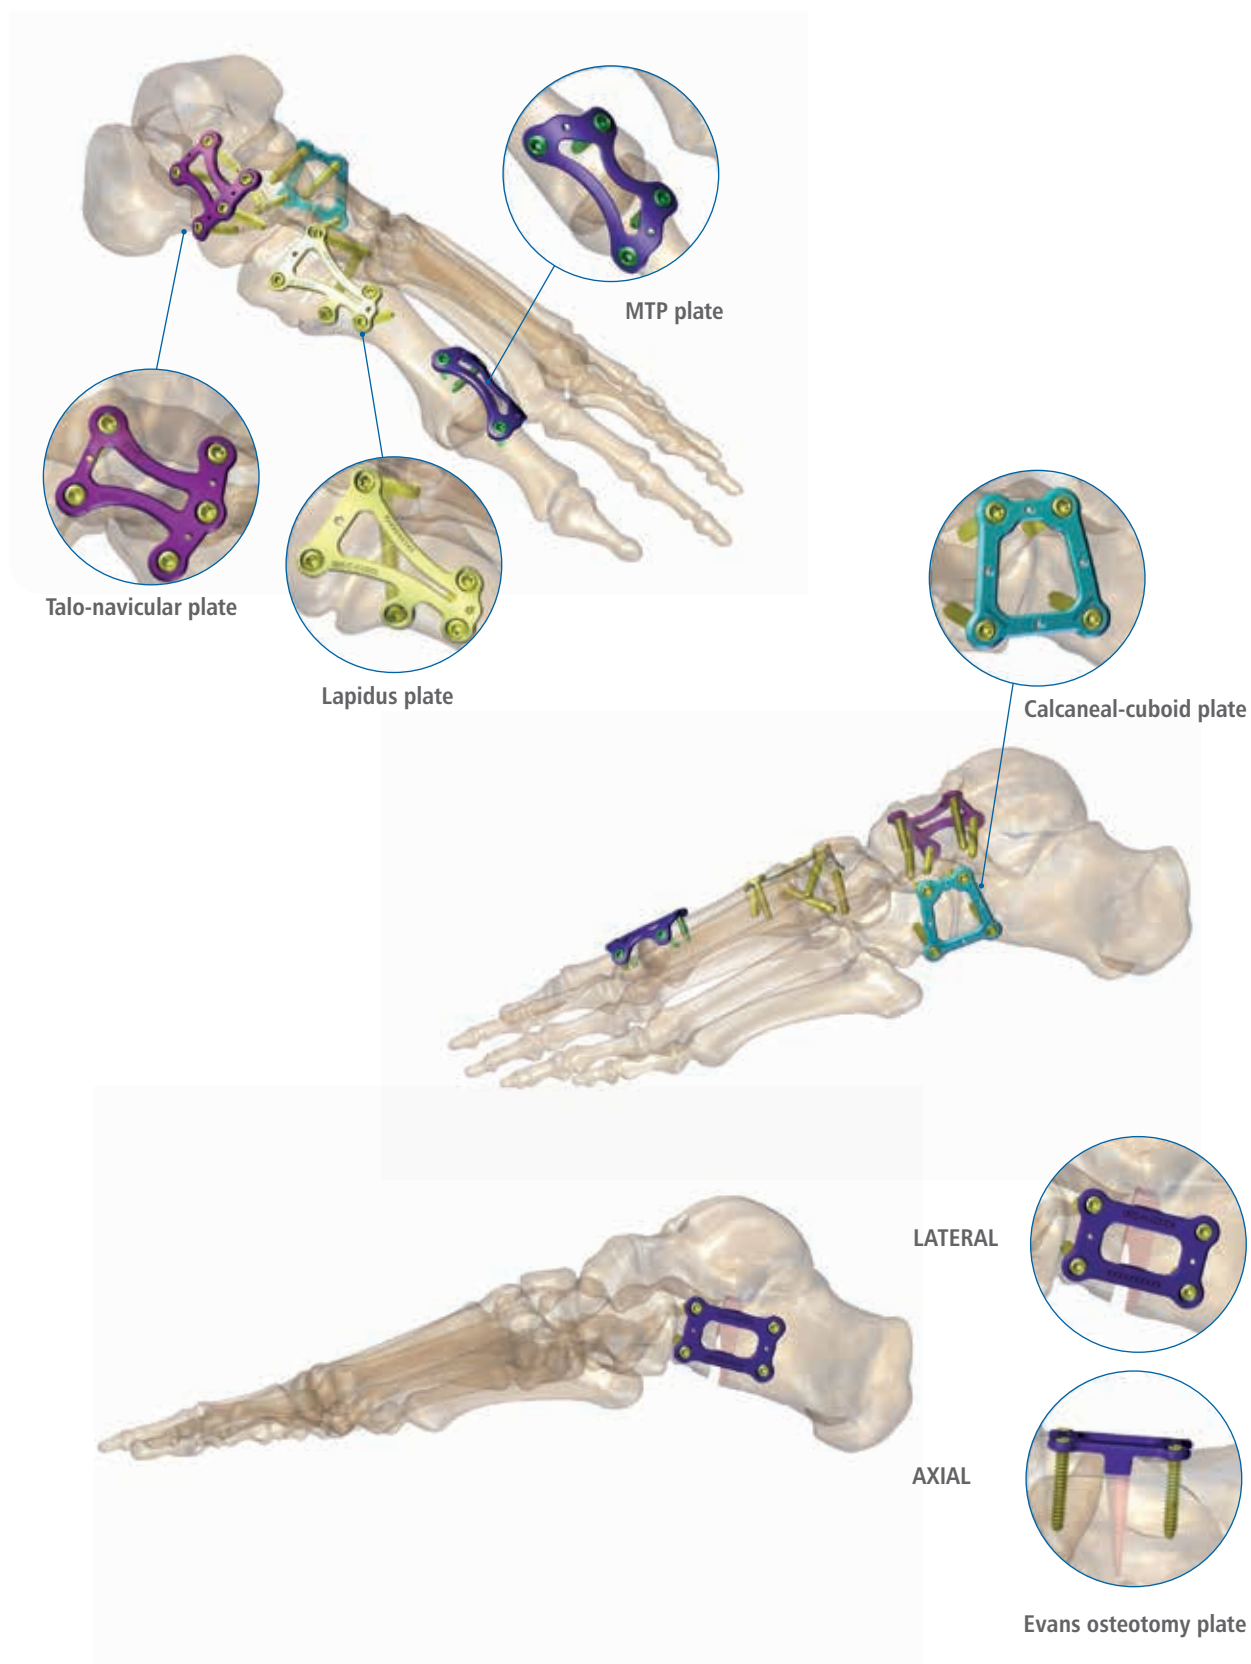 MTP plate
Talo-navicular plate
Lapidus plate
Calcaneal-cuboid plate
LATERAL
AXIAL
Evans osteotomy plate